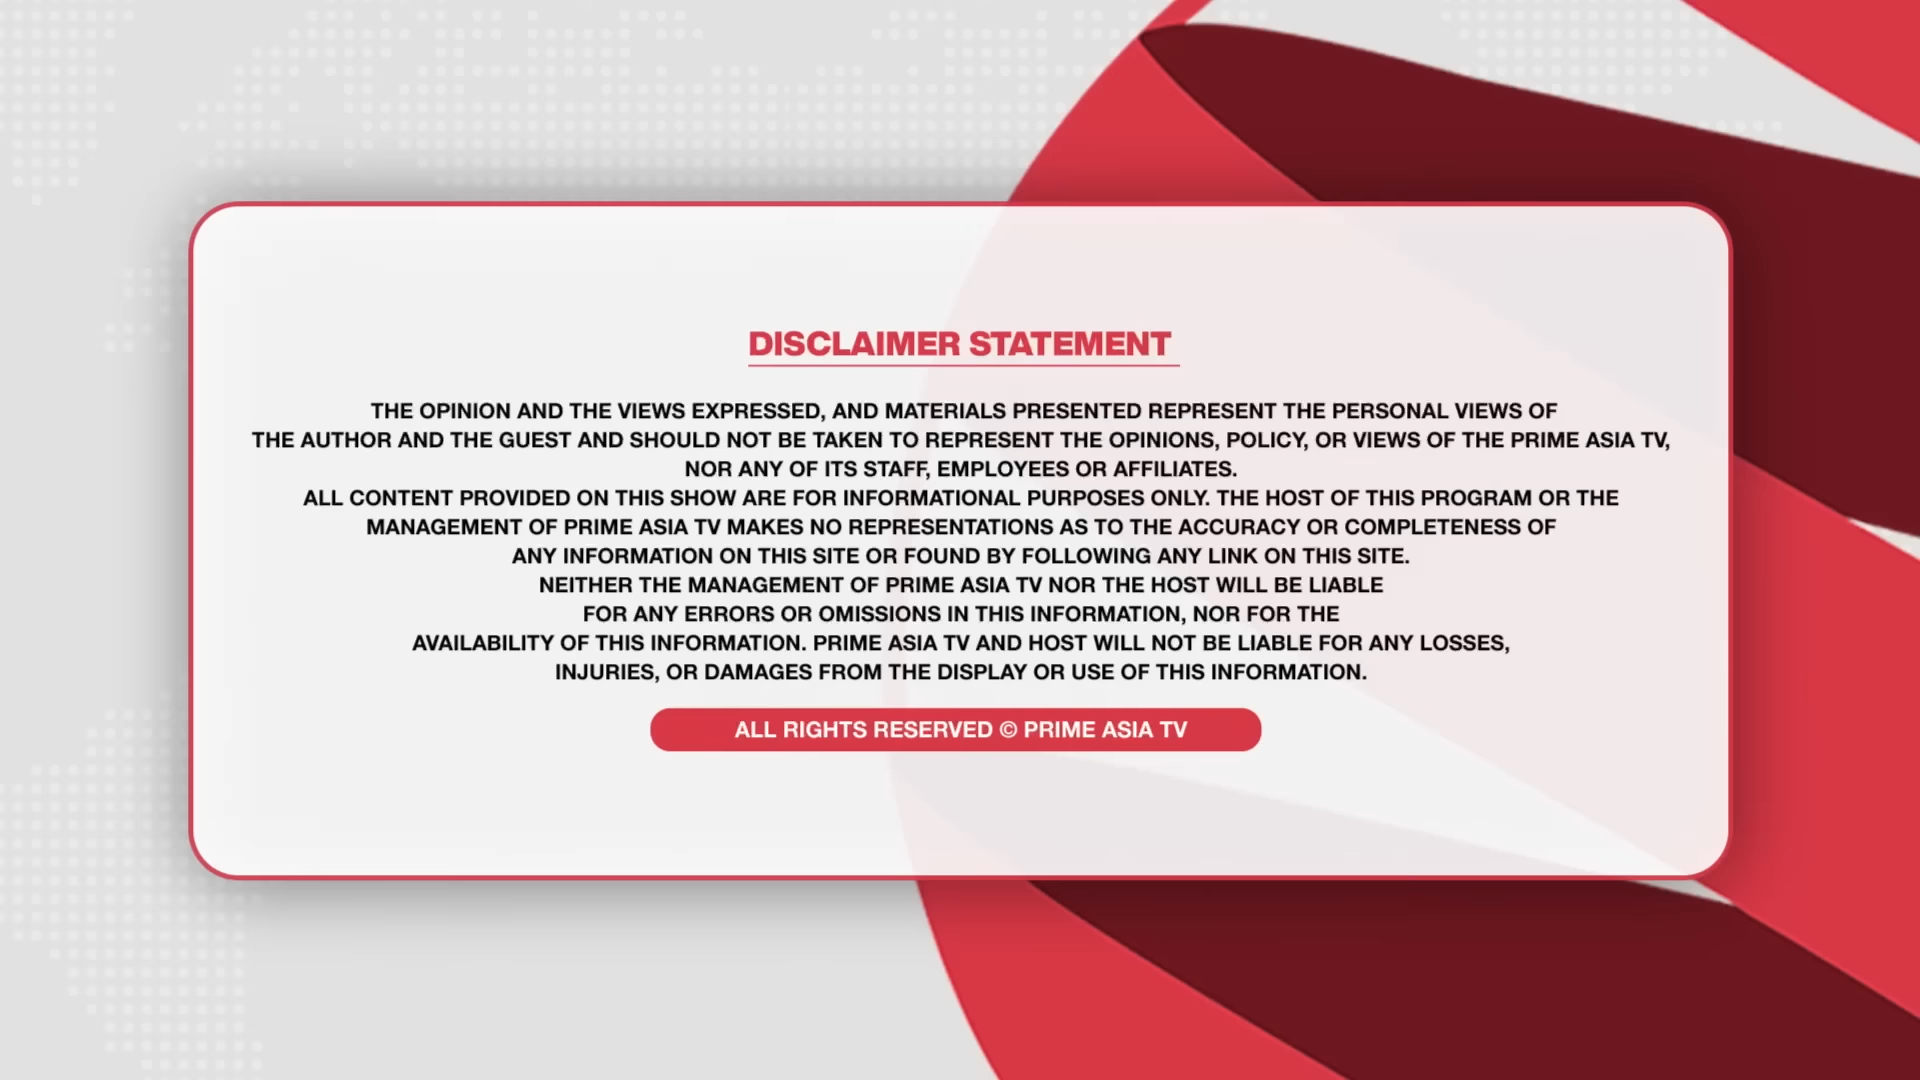 DISCLAIMER STATEMENT
THE OPINION AND THE VIEWS EXPRESSED, AND MATERIALS PRESENTED REPRESENT THE PERSONAL VIEWS OF
THE AUTHOR AND THE GUEST AND SHOULD NOT BE TAKEN TO REPRESENT THE OPINIONS, POLICY, OR VIEWS OF THE PRIME ASIA TV,
NOR ANY OF ITS STAFF, EMPLOYEES OR AFFILIATES.
ALL CONTENT PROVIDED ON THIS SHOW ARE FOR INFORMATIONAL PURPOSES ONLY. THE HOST OF THIS PROGRAM OR THE
MANAGEMENT OF PRIME ASIA TV MAKES NO REPRESENTATIONS AS TO THE ACCURACY OR COMPLETENESS OF
ANY INFORMATION ON THIS SITE OR FOUND BY FOLLOWING ANY LINK ON THIS SITE.
NEITHER THE MANAGEMENT OF PRIME ASIA TV NOR THE HOST WILL BE LIABLE
FOR ANY ERRORS OR OMISSIONS IN THIS INFORMATION, NOR FOR THE
AVAILABILITY OF THIS INFORMATION. PRIME ASIA TV AND HOST WILL NOT BE LIABLE FOR ANY LOSSES,
INJURIES, OR DAMAGES FROM THE DISPLAY OR USE OF THIS INFORMATION.
ALL RIGHTS RESERVED © PRIME ASIA TV